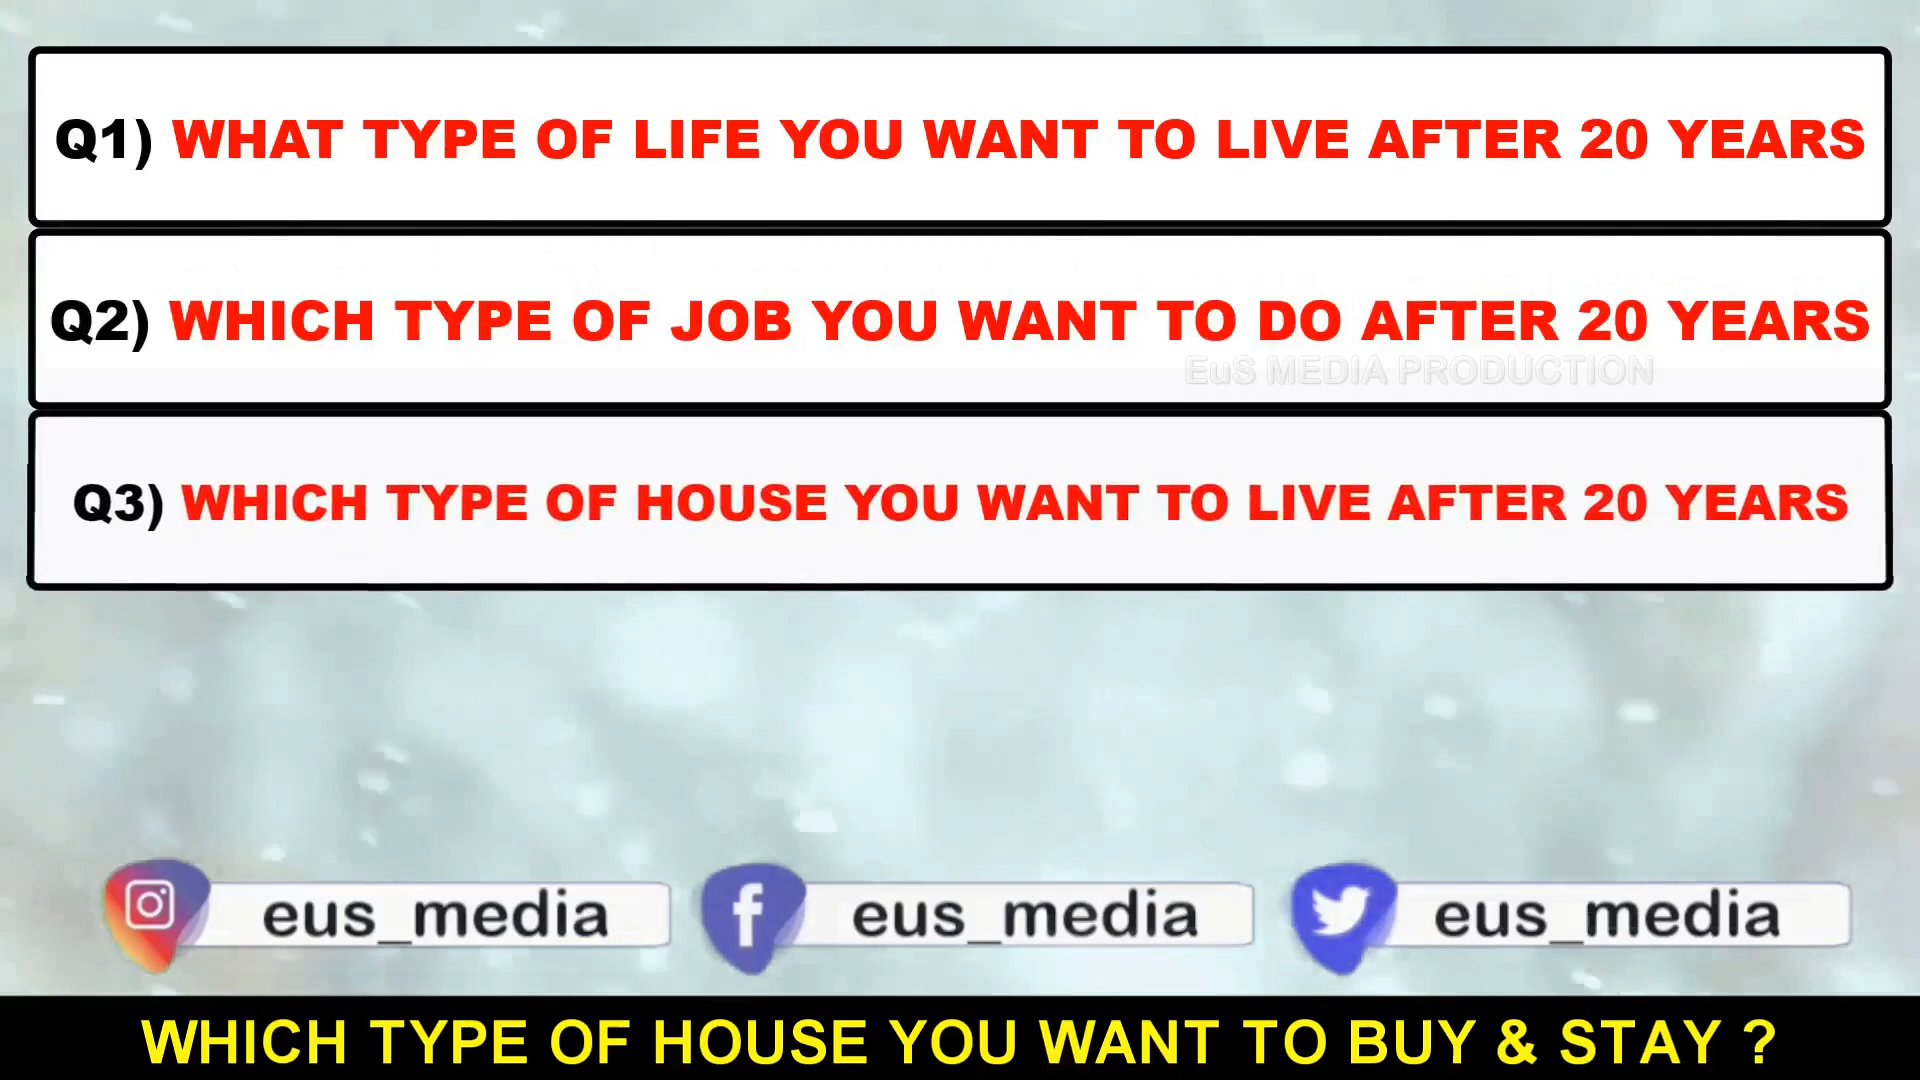 Q1) WHAT TYPE OF LIFE YOU WANT TO LIVE AFTER 20 YEARS
Q2) WHICH TYPE OF JOB YOU WANT TO DO AFTER 20 YEARS
EuS MEDIA PRODUCTION
Q3) WHICH TYPE OF HOUSE YOU WANT TO LIVE AFTER 20 YEARS
eus_media eus_media eus_media
WHICH TYPE OF HOUSE YOU WANT TO BUY & STAY ?